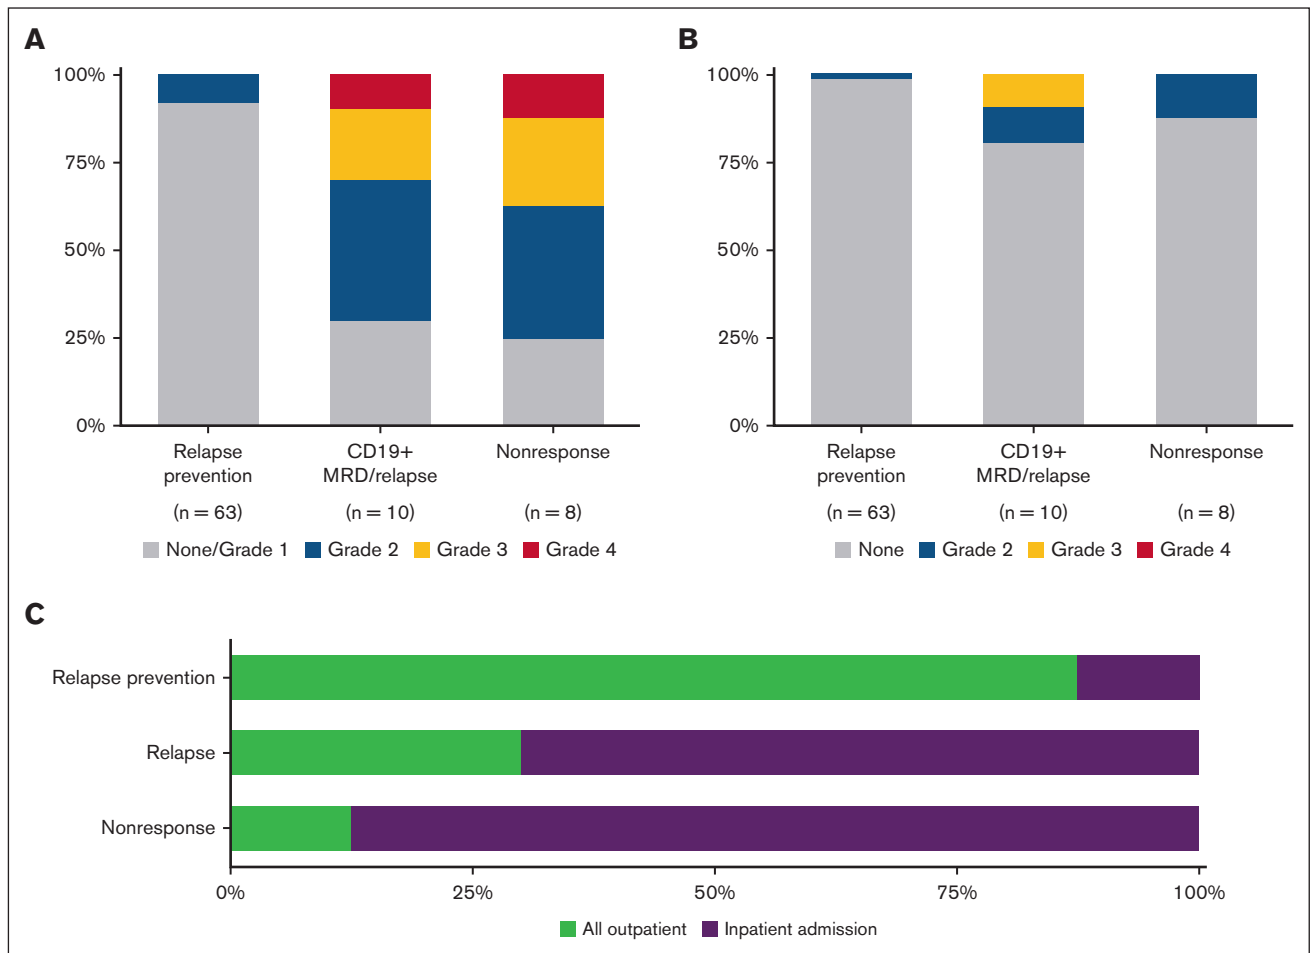 A
100%
75%
50%
25%
0%
Relapse
prevention
(n = 63)
CD19+
MRD/relapse
(n = 10)
Nonresponse
(n = 8)
None/Grade 1 Grade 2 Grade 3 Grade 4
B
100%
75%
50%
25%
0%
Relapse
prevention
(n = 63)
CD19+
MRD/relapse
(n = 10)
Nonresponse
(n = 8)
None Grade 2 Grade 3 Grade 4
C
Relapse prevention
Relapse
Nonresponse
0% 25% 50% 75% 100%
All outpatient Inpatient admission